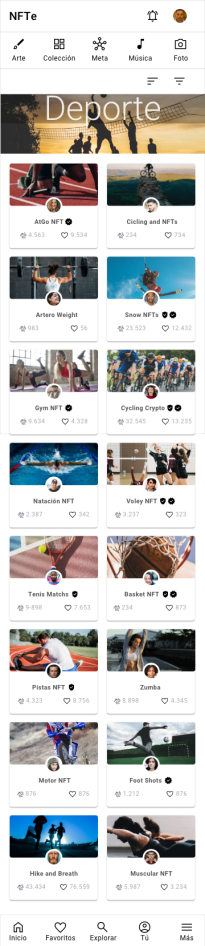 NFTe
Arte Colección Meta Música Foto
Deporte
AtGo NFT
4.563 9.534
Cicling and NFTs
234 734
Artero Weight
983 56
Snow NFTs
23.523 12.432
Gym NFT
9.634 4.328
Cycling Crypto
32.545 13.235
Natación NFT
2.387 342
Voley NFT
3.237 323
Tenis Matchs
9-898 7.653
Basket NFT
234 873
Pistas NFT
4.323 8.756
Zumba
8.898 4.345
Motor NFT
876 876
Foot Shots
1.212 876
Hike and Breath
43.434 76.559
Muscular NFT
3.987 3.234
Inicio Favoritos Explorar Tú Más